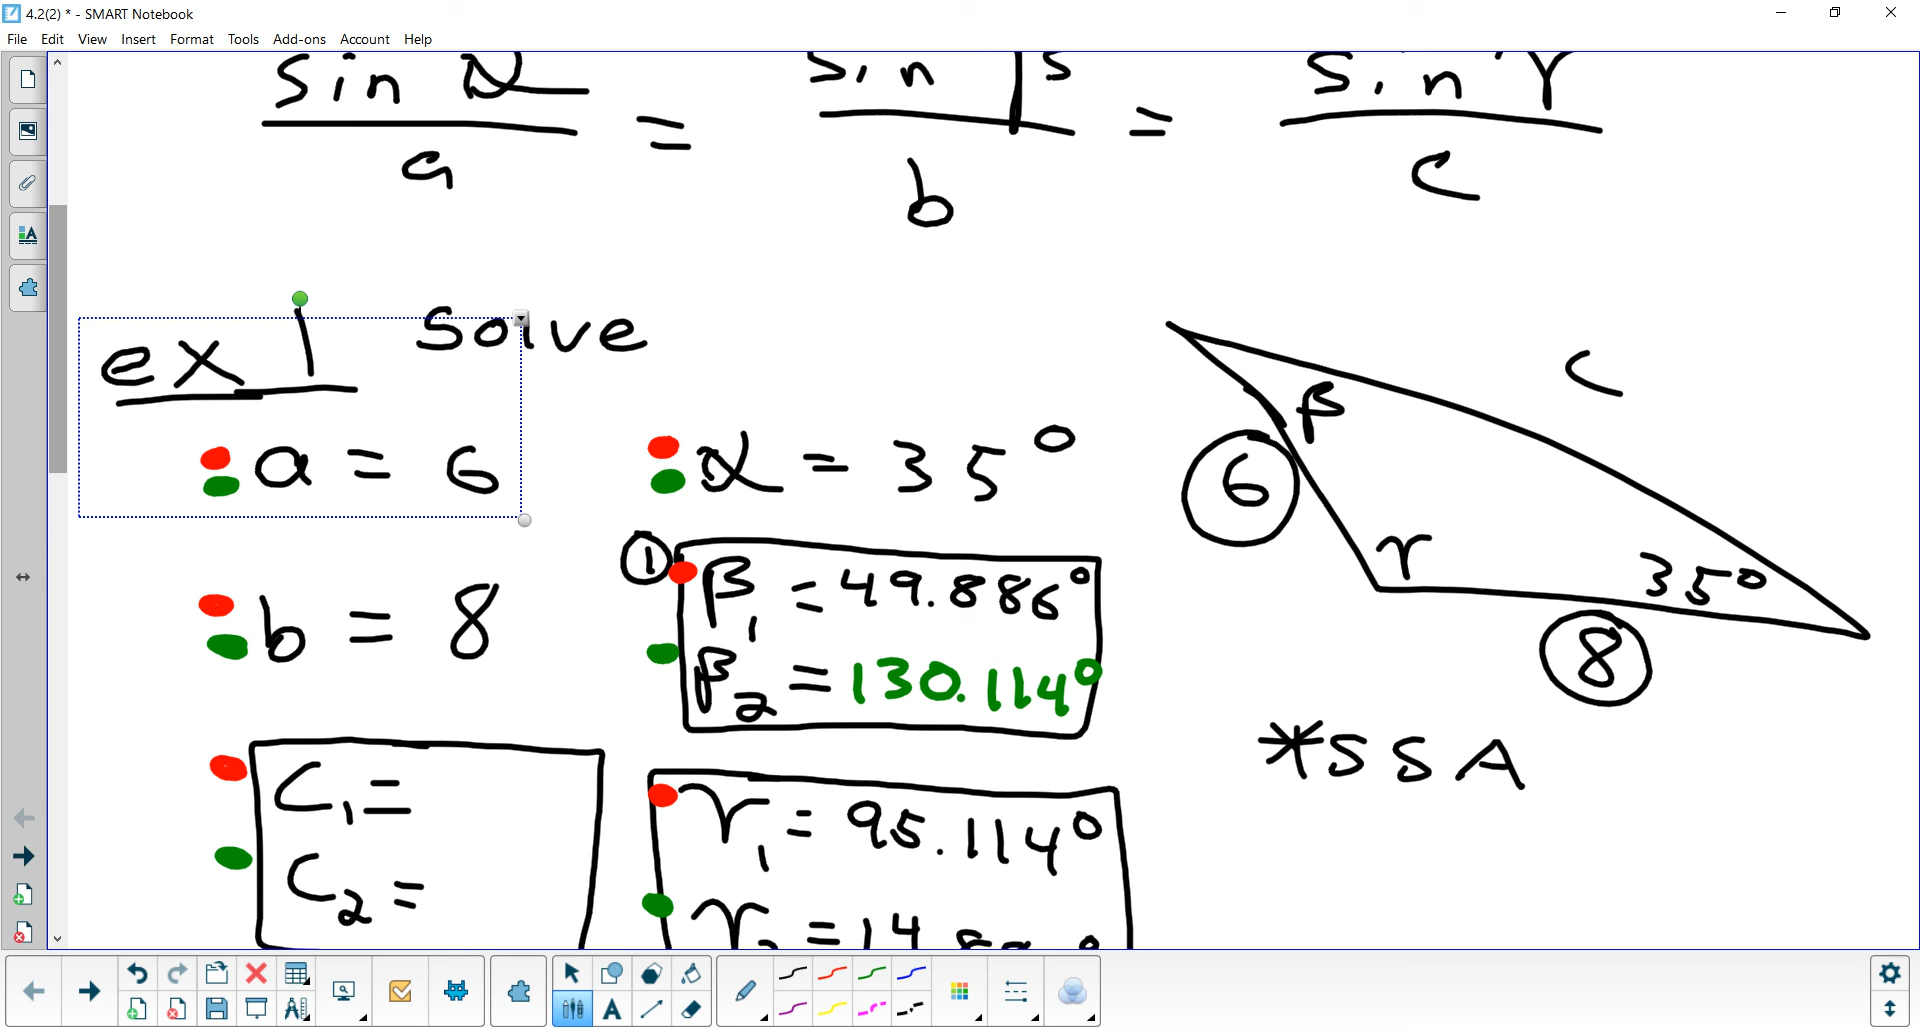 4.2(2) * - SMART Notebook
File Edit View Insert Format Tools Add-ons Account Help
sin α / a = sin β / b = sin γ / c
ex 1 Solve
a = 6 α = 35°
① β₁ = 49.886°
b = 8 β₂ = 130.114°
C₁ = γ₁ = 95.114°
C₂ =
c
β
6
γ 35°
8
*SSA